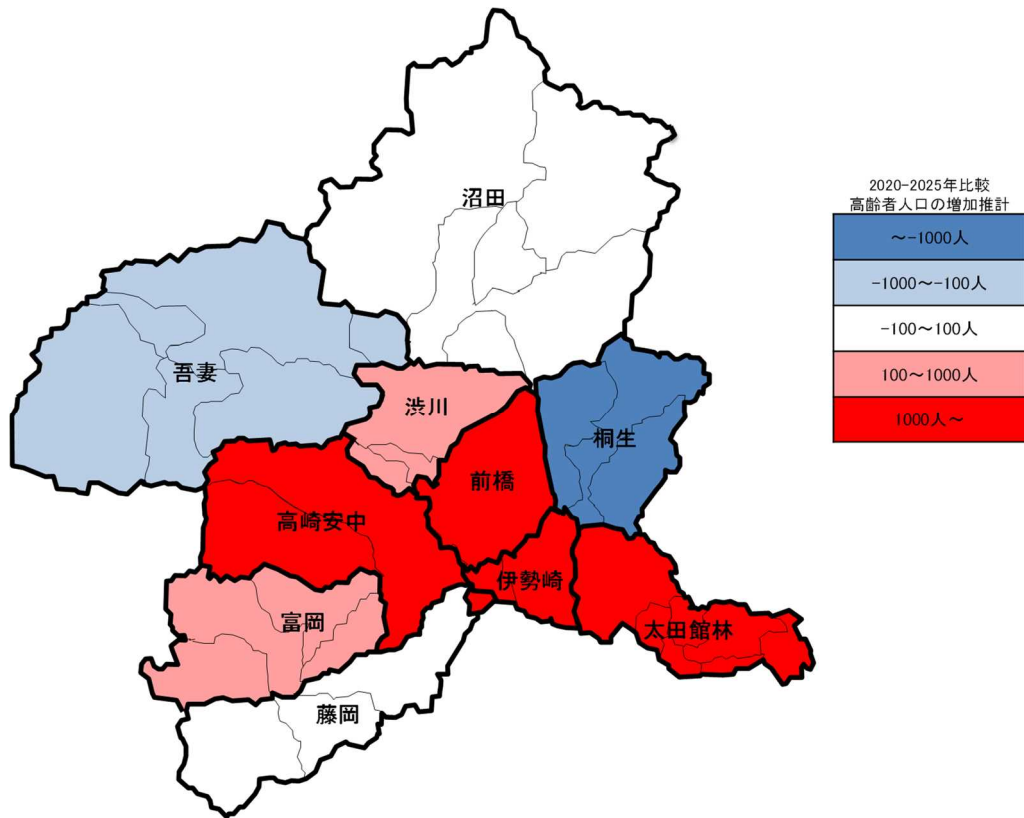 沼田
2020-2025年比較
高齢者人口の増加推計
～-1000人
-1000～-100人
-100～100人
100～1000人
1000人～
吾妻
渋川
桐生
前橋
高崎安中
伊勢崎
富岡
太田館林
藤岡